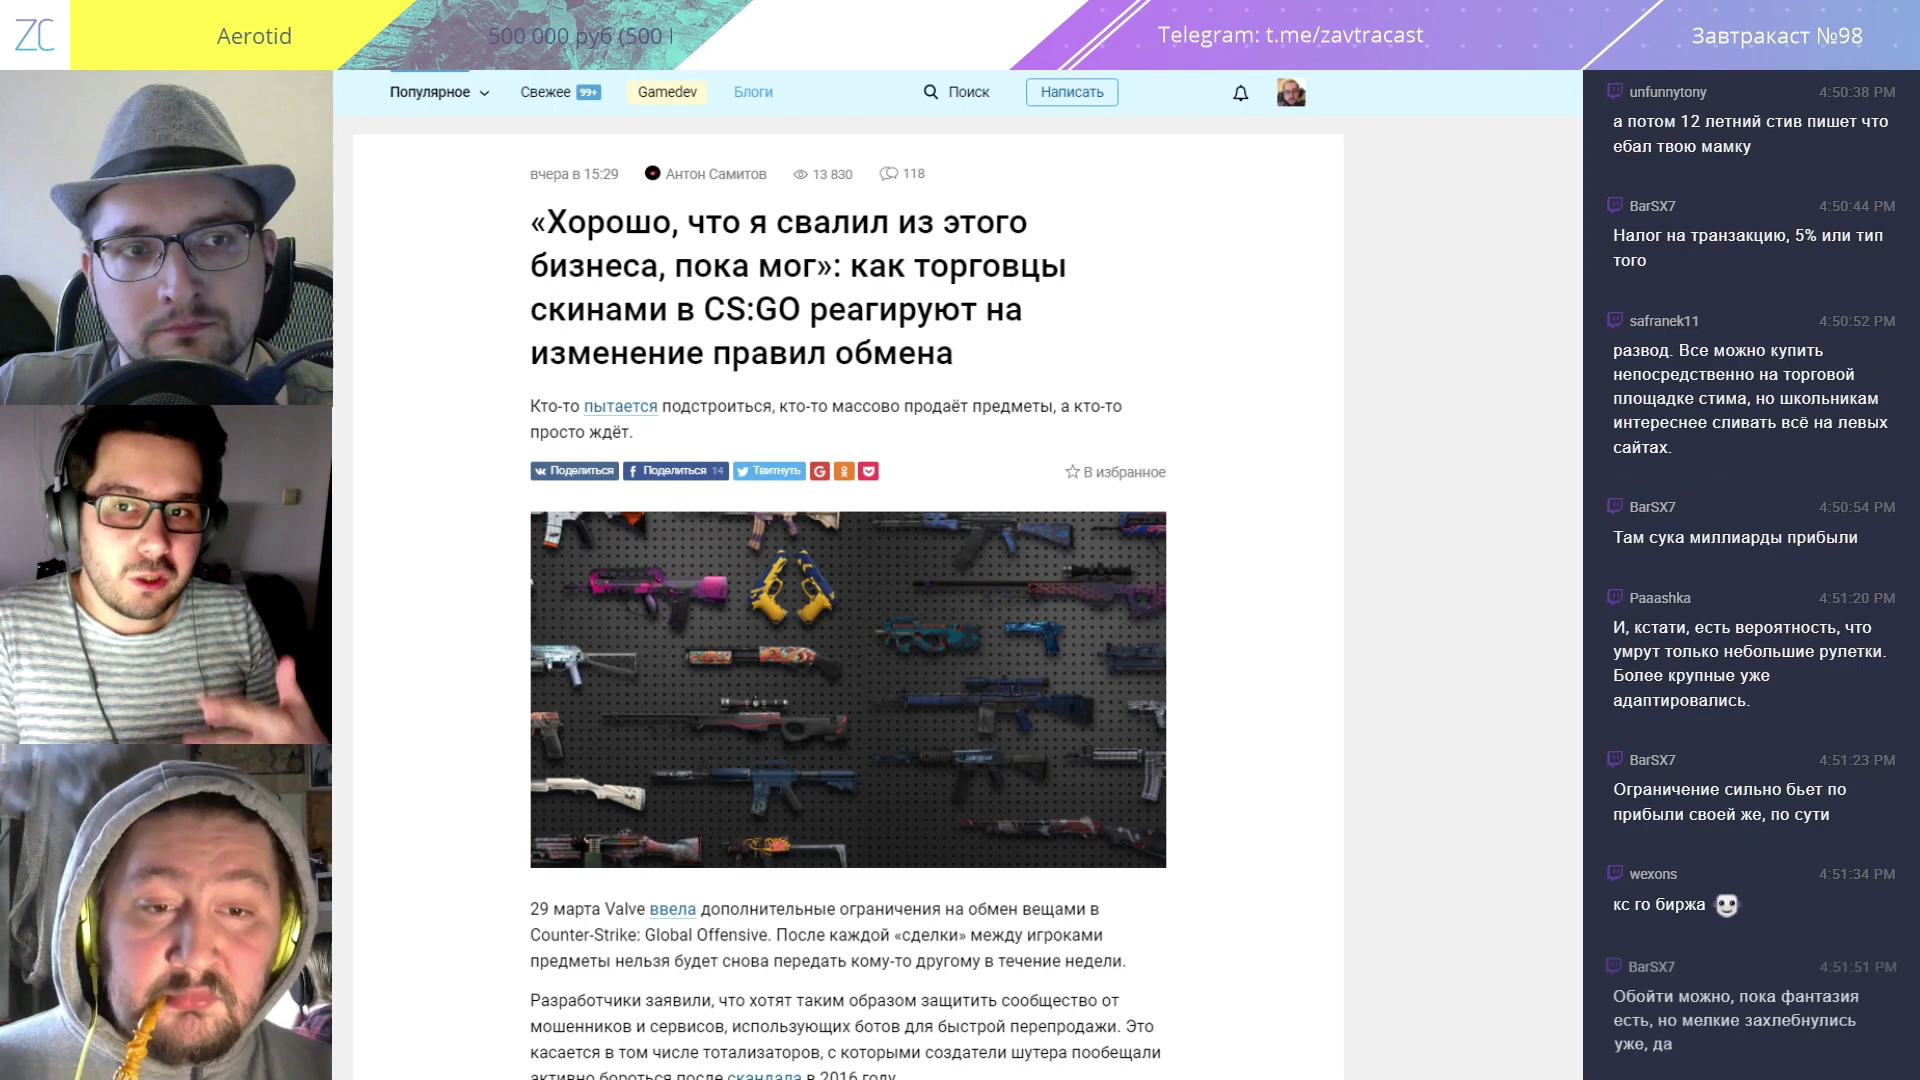 ZC
Aerotid
500 000 руб (500
Telegram: t.me/zavtracast
Завтракаст №98
Популярное
Свежее 99+
Gamedev
Блоги
Поиск
Написать
вчера в 15:29
Антон Самитов
13 830
118
«Хорошо, что я свалил из этого
бизнеса, пока мог»: как торговцы
скинами в CS:GO реагируют на
изменение правил обмена
Кто-то пытается подстроиться, кто-то массово продаёт предметы, а кто-то
просто ждёт.
Поделиться
Поделиться 14
Твитнуть
В избранное
29 марта Valve ввела дополнительные ограничения на обмен вещами в
Counter-Strike: Global Offensive. После каждой «сделки» между игроками
предметы нельзя будет снова передать кому-то другому в течение недели.
Разработчики заявили, что хотят таким образом защитить сообщество от
мошенников и сервисов, использующих ботов для быстрой перепродажи. Это
касается в том числе тотализаторов, с которыми создатели шутера пообещали
активно бороться после скандала в 2016 году.
unfunnytony 4:50:38 PM
а потом 12 летний стив пишет что
ебал твою мамку
BarSX7 4:50:44 PM
Налог на транзакцию, 5% или тип
того
safranek11 4:50:52 PM
развод. Все можно купить
непосредственно на торговой
площадке стима, но школьникам
интереснее сливать всё на левых
сайтах.
BarSX7 4:50:54 PM
Там сука миллиарды прибыли
Paaashka 4:51:20 PM
И, кстати, есть вероятность, что
умрут только небольшие рулетки.
Более крупные уже
адаптировались.
BarSX7 4:51:23 PM
Ограничение сильно бьет по
прибыли своей же, по сути
wexons 4:51:34 PM
кс го биржа
BarSX7 4:51:51 PM
Обойти можно, пока фантазия
есть, но мелкие захлебнулись
уже, да